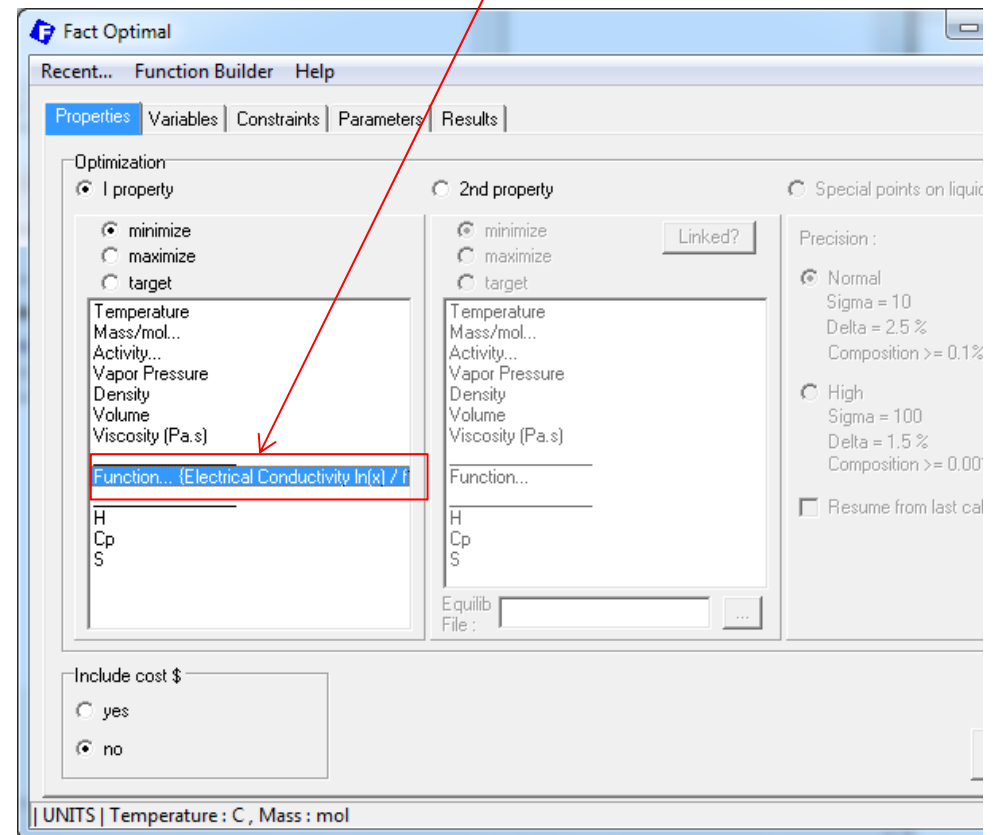 Fact Optimal
Recent... Function Builder Help
Properties Variables Constraints Parameters Results
Optimization
1 property
minimize
maximize
target
Temperature
Mass/mol...
Activity...
Vapor Pressure
Density
Volume
Viscosity (Pa.s)
Function... {Electrical Conductivity ln(x) / f
H
Cp
S
2nd property
minimize
maximize
target
Linked?
Temperature
Mass/mol...
Activity...
Vapor Pressure
Density
Volume
Viscosity (Pa.s)
Function...
H
Cp
S
Equilib
File :
...
Special points on liquid
Precision :
Normal
Sigma = 10
Delta = 2.5 %
Composition >= 0.1%
High
Sigma = 100
Delta = 1.5 %
Composition >= 0.00
Resume from last cal
Include cost $
yes
no
| UNITS | Temperature : C , Mass : mol